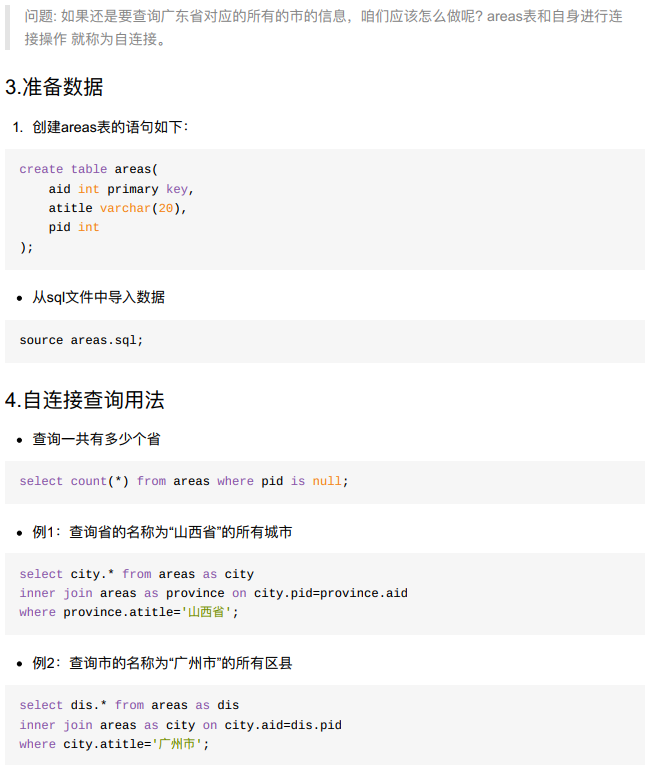 问题: 如果还是要查询广东省对应的所有的市的信息，咱们应该怎么做呢? areas表和自身进行连
接操作 就称为自连接。
3.准备数据
1. 创建areas表的语句如下：
create table areas(
    aid int primary key,
    atitle varchar(20),
    pid int
);
• 从sql文件中导入数据
source areas.sql;
4.自连接查询用法
• 查询一共有多少个省
select count(*) from areas where pid is null;
• 例1：查询省的名称为“山西省”的所有城市
select city.* from areas as city
inner join areas as province on city.pid=province.aid
where province.atitle='山西省';
• 例2：查询市的名称为“广州市”的所有区县
select dis.* from areas as dis
inner join areas as city on city.aid=dis.pid
where city.atitle='广州市';